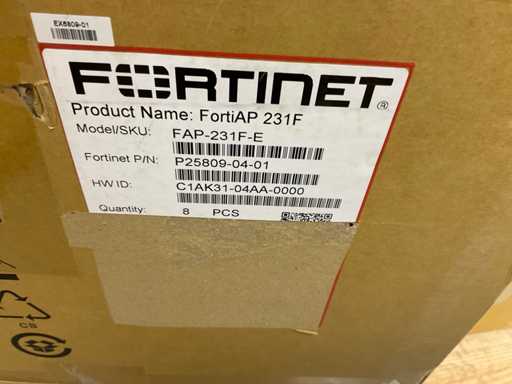 EX6809-01
FORTINET®
Product Name: FortiAP 231F
Model/SKU: FAP-231F-E
Fortinet P/N: P25809-04-01
HW ID: C1AK31-04AA-0000
Quantity: 8 PCS
CS